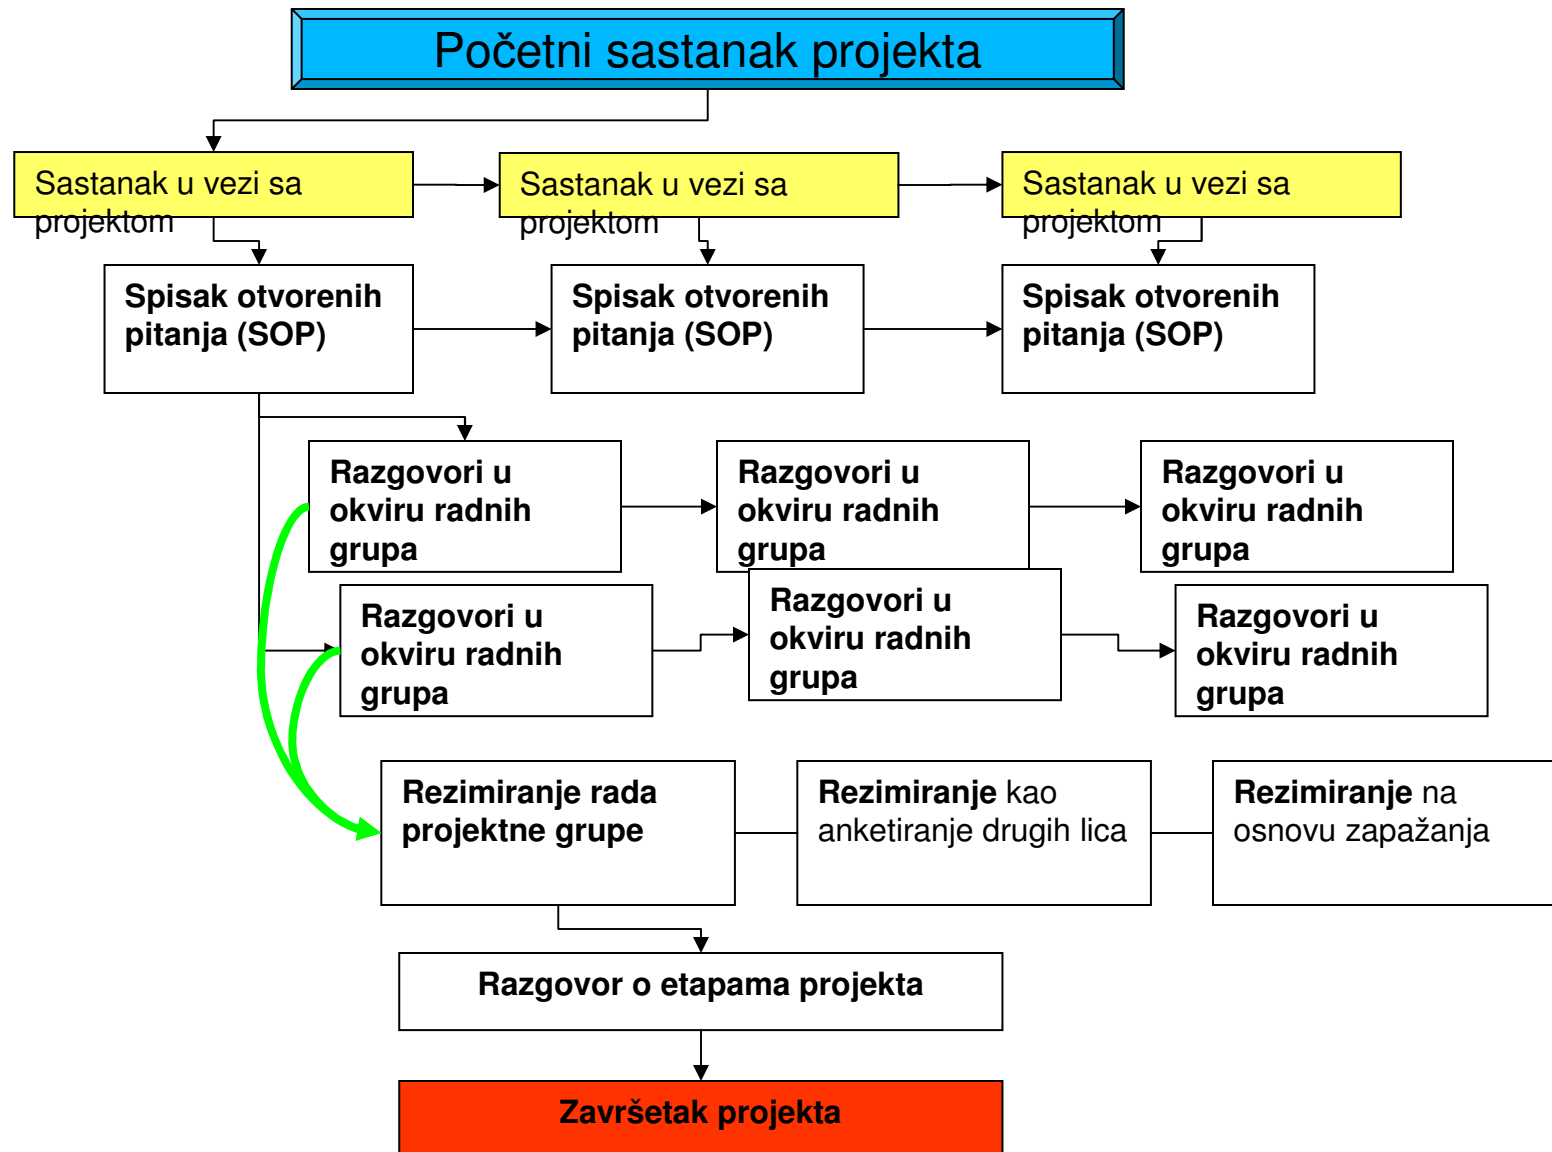 Početni sastanak projekta
Sastanak u vezi sa
projektom
Sastanak u vezi sa
projektom
Sastanak u vezi sa
projektom
Spisak otvorenih
pitanja (SOP)
Spisak otvorenih
pitanja (SOP)
Spisak otvorenih
pitanja (SOP)
Razgovori u
okviru radnih
grupa
Razgovori u
okviru radnih
grupa
Razgovori u
okviru radnih
grupa
Razgovori u
okviru radnih
grupa
Razgovori u
okviru radnih
grupa
Razgovori u
okviru radnih
grupa
Rezimiranje rada
projektne grupe
Rezimiranje kao
anketiranje drugih lica
Rezimiranje na
osnovu zapažanja
Razgovor o etapama projekta
Završetak projekta